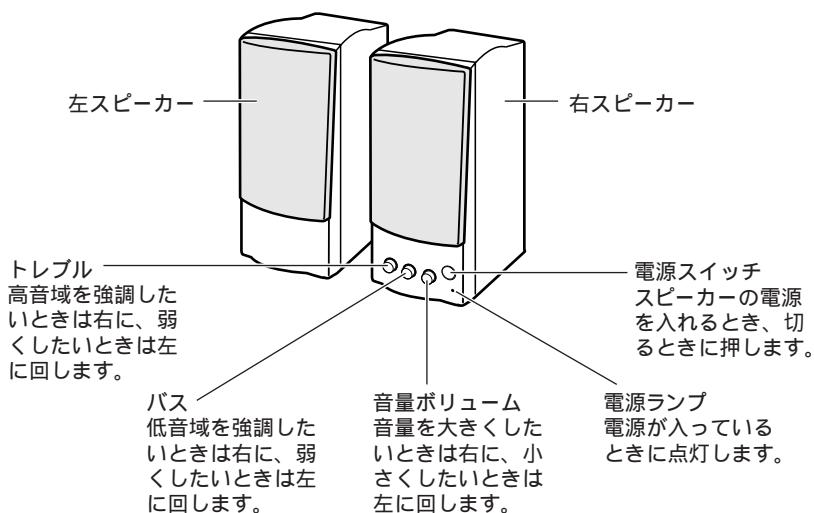 左スピーカー
右スピーカー
トレブル
高音域を強調した
いときは右に、弱
くしたいときは左
に回します。
電源スイッチ
スピーカーの電源
を入れるとき、切
るときに押します。
バス
低音域を強調した
いときは右に、弱
くしたいときは左
に回します。
音量ボリューム
音量を大きくした
いときは右に、小
さくしたいときは
左に回します。
電源ランプ
電源が入っている
ときに点灯します。